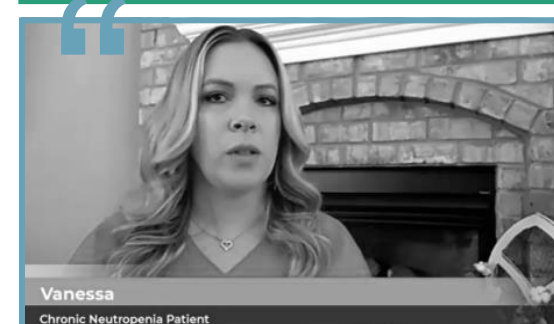 “
Vanessa
Chronic Neutropenia Patient